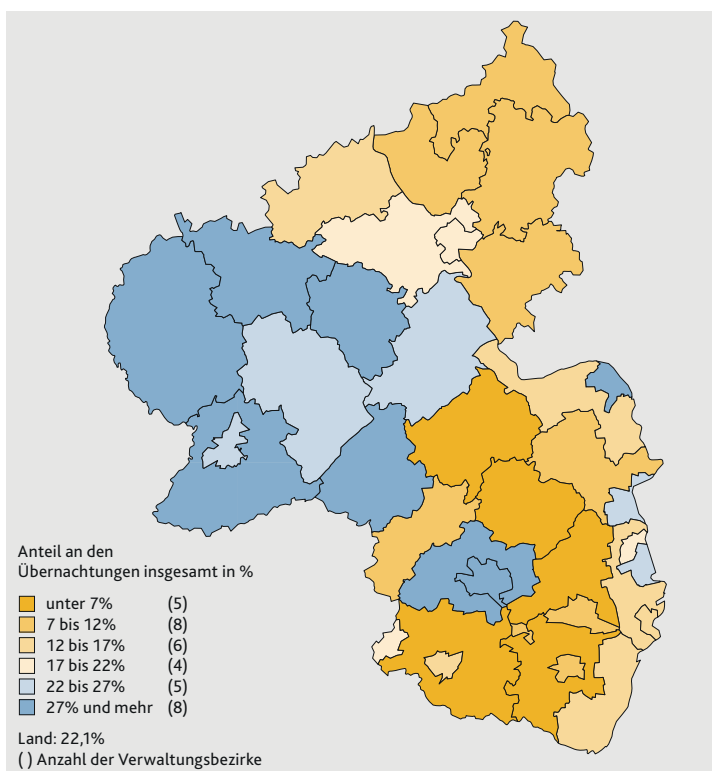 Anteil an den
Übernachtungen insgesamt in %
unter 7% (5)
7 bis 12% (8)
12 bis 17% (6)
17 bis 22% (4)
22 bis 27% (5)
27% und mehr (8)
Land: 22,1%
( ) Anzahl der Verwaltungsbezirke